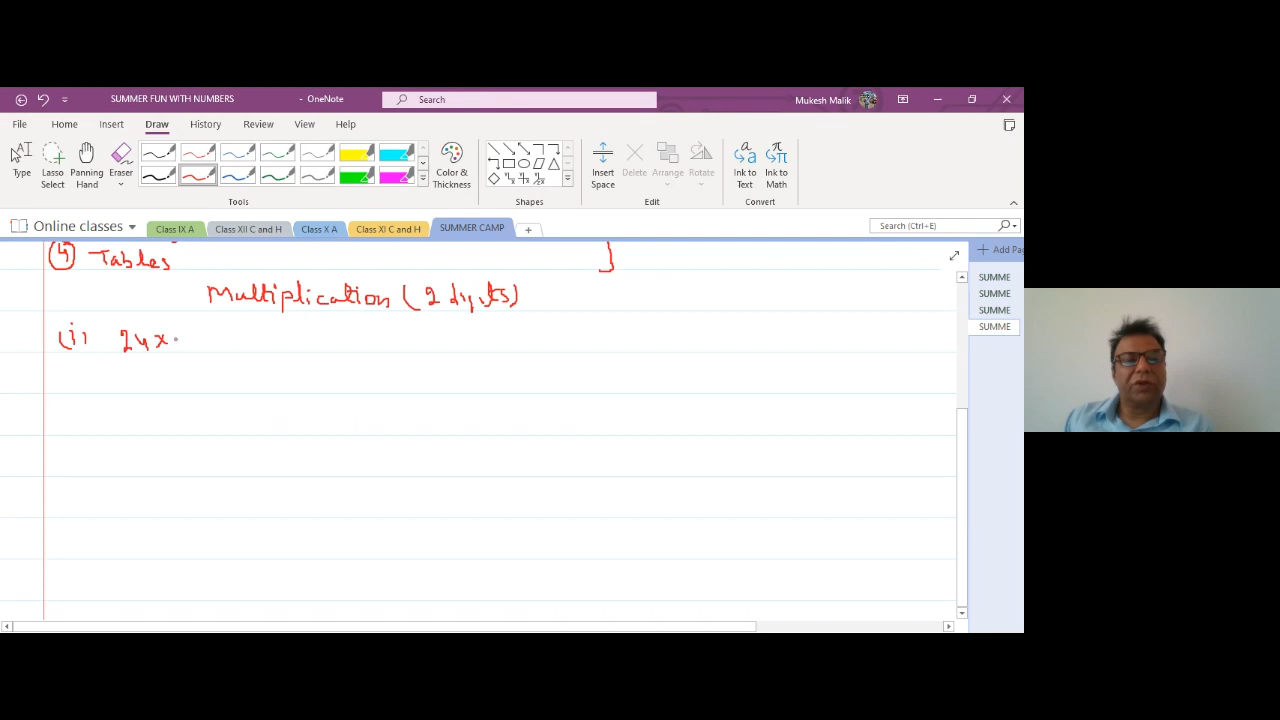 SUMMER FUN WITH NUMBERS - OneNote
Search
Mukesh Malik
File Home Insert Draw History Review View Help
Type Lasso Select Panning Hand Eraser Color & Thickness Insert Space Delete Arrange Rotate Ink to Text Ink to Math
Tools Shapes Edit Convert
Online classes Class IX A Class XII C and H Class X A Class XI C and H SUMMER CAMP Search (Ctrl+E)
Add Pag
(4) Tables
SUMME
Multiplication (2 digits)
SUMME
SUMME
SUMME
(i) 24x